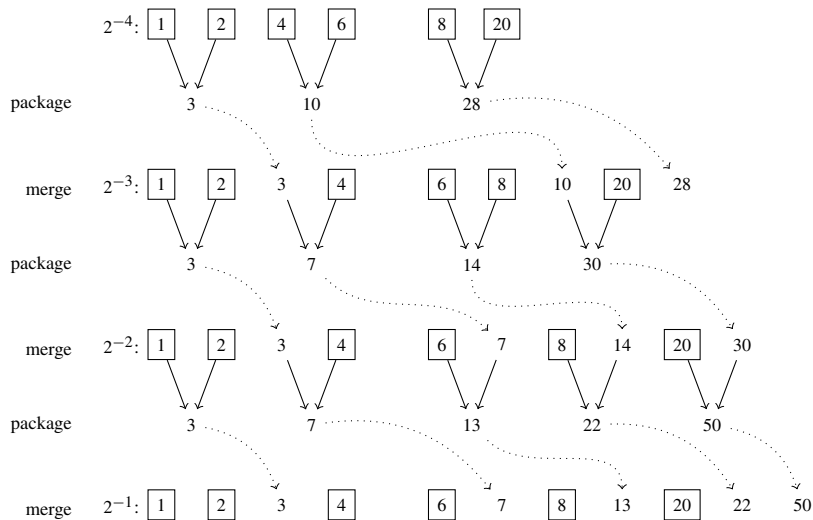 2−4: 1 2 4 6 8 20
package 3 10 28
merge 2−3: 1 2 3 4 6 8 10 20 28
package 3 7 14 30
merge 2−2: 1 2 3 4 6 7 8 14 20 30
package 3 7 13 22 50
merge 2−1: 1 2 3 4 6 7 8 13 20 22 50